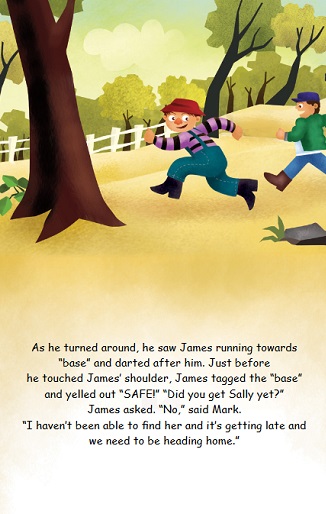 As he turned around, he saw James running towards
“base” and darted after him. Just before
he touched James’ shoulder, James tagged the “base”
and yelled out “SAFE!” “Did you get Sally yet?”
James asked. “No,” said Mark.
“I haven’t been able to find her and it’s getting late and
we need to be heading home.”